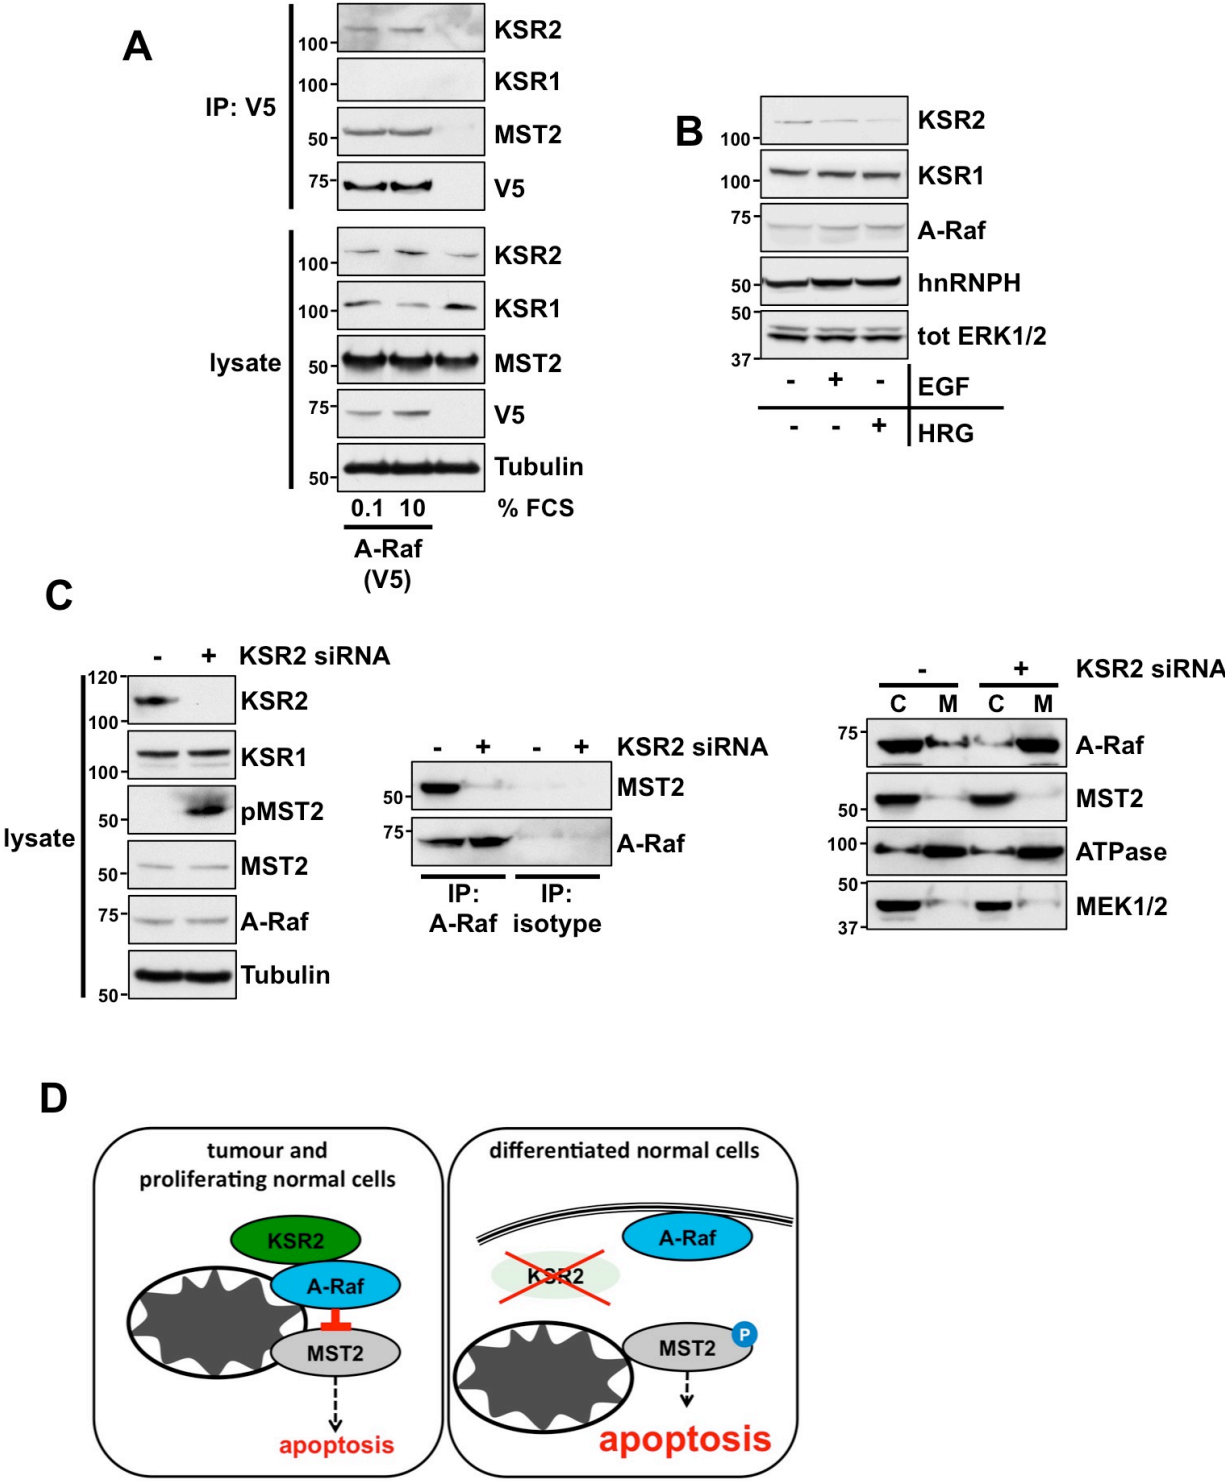 A
IP: V5
100
KSR2
100
KSR1
50
MST2
75
V5
lysate
100
KSR2
100
KSR1
50
MST2
75
V5
50
Tubulin
0.1 10 % FCS
A-Raf
(V5)
B
100
KSR2
100
KSR1
75
A-Raf
50
hnRNPH
50
37
tot ERK1/2
- + - EGF
- - + HRG
C
- + KSR2 siRNA
lysate
120
100
KSR2
100
KSR1
50
pMST2
50
MST2
75
A-Raf
50
Tubulin
- + - + KSR2 siRNA
50
MST2
75
A-Raf
IP: IP:
A-Raf isotype
- + KSR2 siRNA
C M C M
75
A-Raf
50
MST2
100
ATPase
50
37
MEK1/2
D
tumour and
proliferating normal cells
KSR2
A-Raf
MST2
apoptosis
differentiated normal cells
A-Raf
KSR2
MST2
P
apoptosis